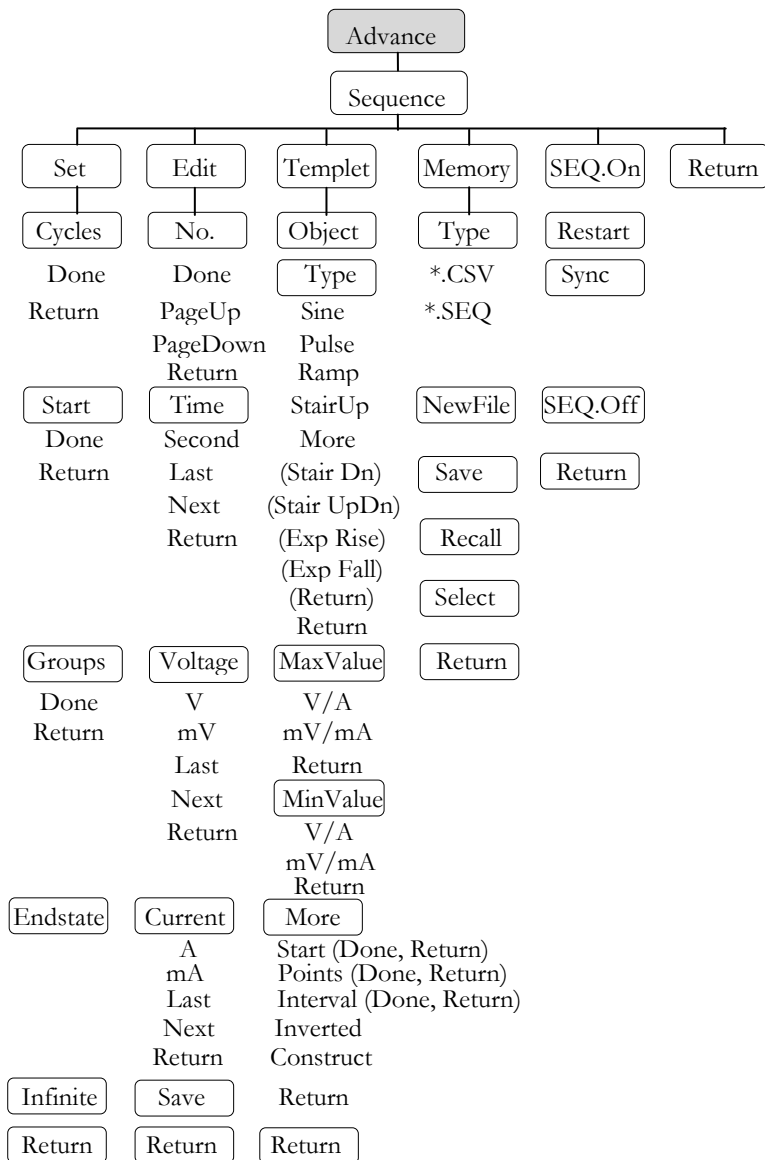 Advance
Sequence
Set Edit Templet Memory SEQ.On Return
Cycles No. Object Type Restart
Done Done Type *.CSV Sync
Return PageUp Sine *.SEQ
PageDown Pulse
Return Ramp
Start Time StairUp NewFile SEQ.Off
Done Second More
Return Last (Stair Dn) Save Return
Next (Stair UpDn)
Return (Exp Rise) Recall
(Exp Fall)
(Return) Select
Return
Groups Voltage MaxValue Return
Done V V/A
Return mV mV/mA
Last Return
Next MinValue
Return V/A
mV/mA
Return
Endstate Current More
A Start (Done, Return)
mA Points (Done, Return)
Last Interval (Done, Return)
Next Inverted
Return Construct
Infinite Save Return
Return Return Return